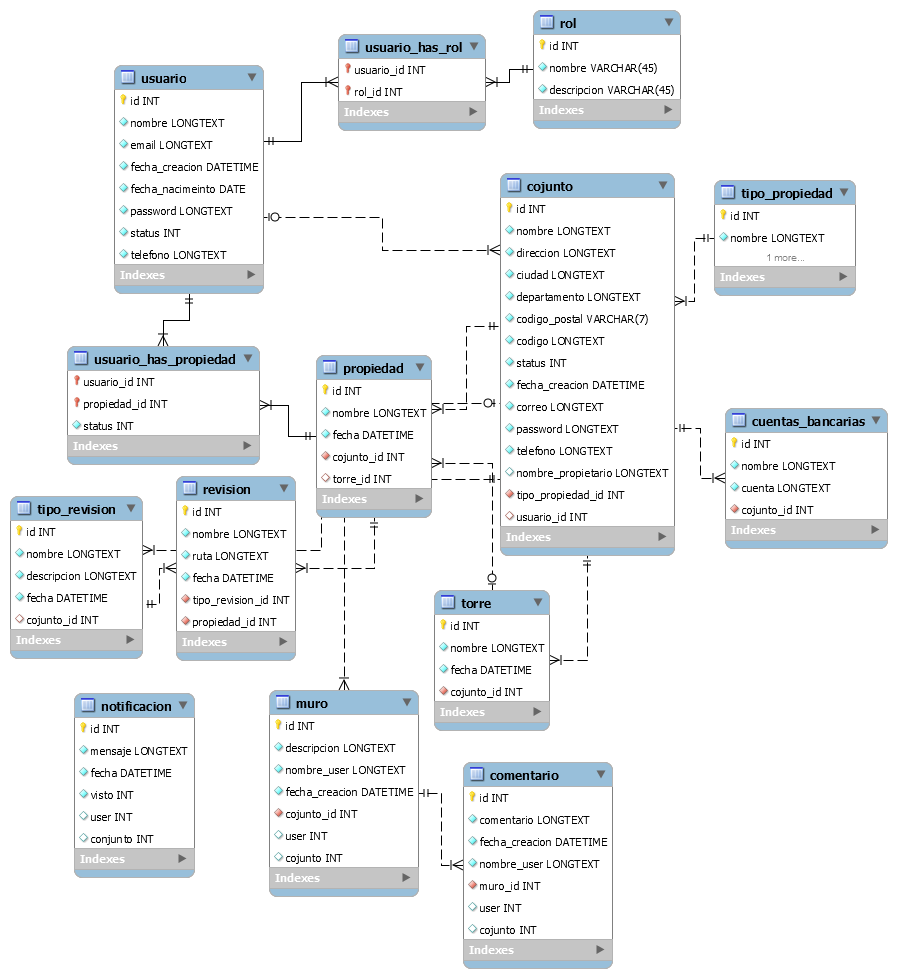 rol
id INT
nombre VARCHAR(45)
descripcion VARCHAR(45)
Indexes
usuario_has_rol
usuario_id INT
rol_id INT
Indexes
usuario
id INT
nombre LONGTEXT
email LONGTEXT
fecha_creacion DATETIME
fecha_nacimeinto DATE
password LONGTEXT
status INT
telefono LONGTEXT
Indexes
cojunto
id INT
nombre LONGTEXT
direccion LONGTEXT
ciudad LONGTEXT
departamento LONGTEXT
codigo_postal VARCHAR(7)
codigo LONGTEXT
status INT
fecha_creacion DATETIME
correo LONGTEXT
password LONGTEXT
telefono LONGTEXT
nombre_propietario LONGTEXT
tipo_propiedad_id INT
usuario_id INT
Indexes
tipo_propiedad
id INT
nombre LONGTEXT
1 more...
Indexes
usuario_has_propiedad
usuario_id INT
propiedad_id INT
status INT
Indexes
propiedad
id INT
nombre LONGTEXT
fecha DATETIME
cojunto_id INT
torre_id INT
Indexes
cuentas_bancarias
id INT
nombre LONGTEXT
cuenta LONGTEXT
cojunto_id INT
Indexes
tipo_revision
id INT
nombre LONGTEXT
descripcion LONGTEXT
fecha DATETIME
cojunto_id INT
Indexes
revision
id INT
nombre LONGTEXT
ruta LONGTEXT
fecha DATETIME
tipo_revision_id INT
propiedad_id INT
Indexes
torre
id INT
nombre LONGTEXT
fecha DATETIME
cojunto_id INT
Indexes
notificacion
id INT
mensaje LONGTEXT
fecha DATETIME
visto INT
user INT
conjunto INT
Indexes
muro
id INT
descripcion LONGTEXT
nombre_user LONGTEXT
fecha_creacion DATETIME
cojunto_id INT
user INT
cojunto INT
Indexes
comentario
id INT
comentario LONGTEXT
fecha_creacion DATETIME
nombre_user LONGTEXT
muro_id INT
user INT
cojunto INT
Indexes